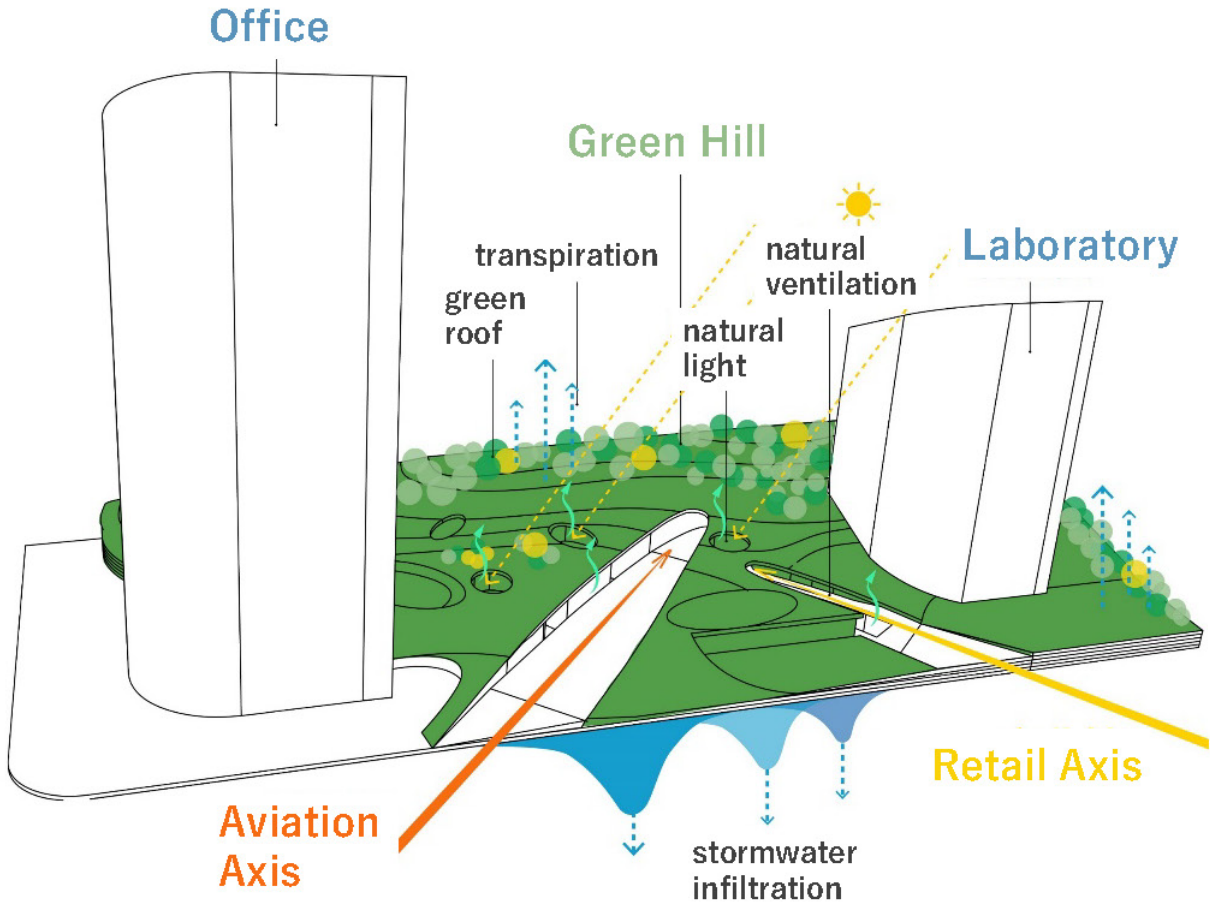 Office
Green Hill
transpiration
green
roof
natural
light
natural
ventilation
Laboratory
Retail Axis
Aviation
Axis
stormwater
infiltration